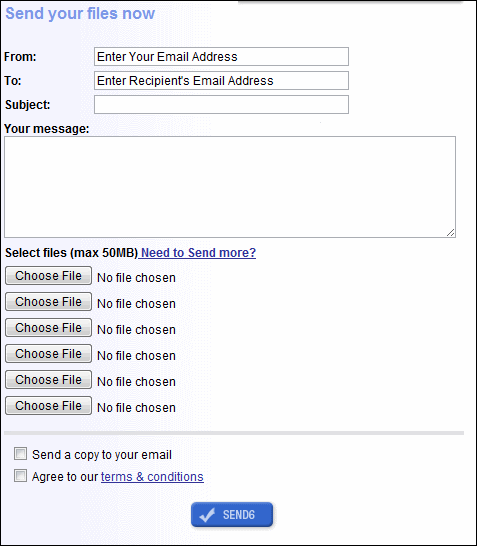 Send your files now
From: Enter Your Email Address
To: Enter Recipient's Email Address
Subject:
Your message:
Select files (max 50MB) Need to Send more?
Choose File No file chosen
Choose File No file chosen
Choose File No file chosen
Choose File No file chosen
Choose File No file chosen
Choose File No file chosen
Send a copy to your email
Agree to our terms & conditions
SEND6